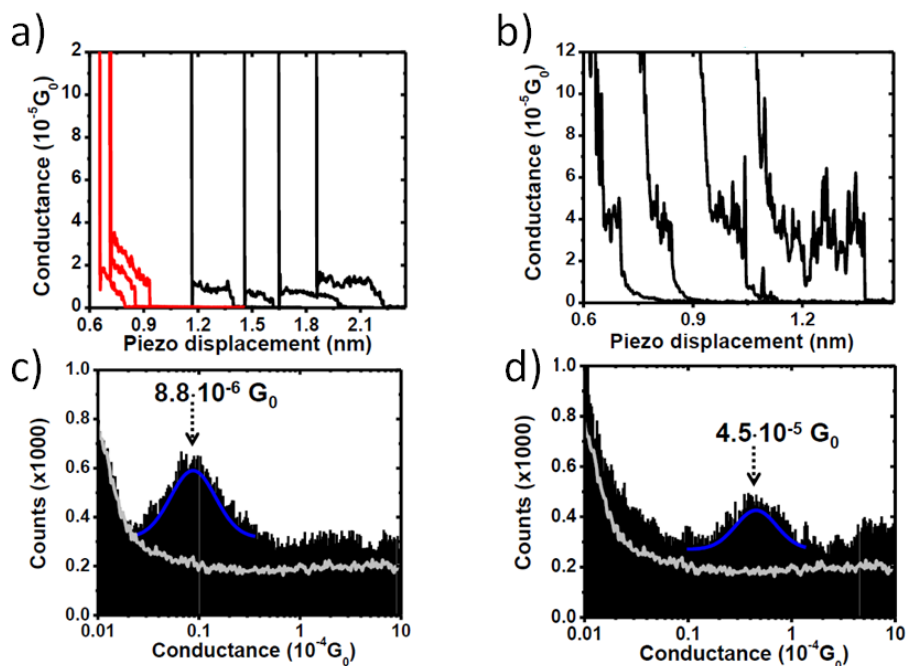 a)
2
1
0
Conductance (10⁻⁵G₀)
0.6 0.9 1.2 1.5 1.8 2.1
Piezo displacement (nm)
b)
12
10
8
6
4
2
0
Conductance (10⁻⁵G₀)
0.6 0.9 1.2
Piezo displacement (nm)
c)
8.8·10⁻⁶ G₀
1.0
0.8
0.6
0.4
0.2
0.0
Counts (x1000)
0.01 0.1 1 10
Conductance (10⁻⁴G₀)
d)
4.5·10⁻⁵ G₀
1.0
0.8
0.6
0.4
0.2
0.0
Counts (x1000)
0.01 0.1 1 10
Conductance (10⁻⁴G₀)